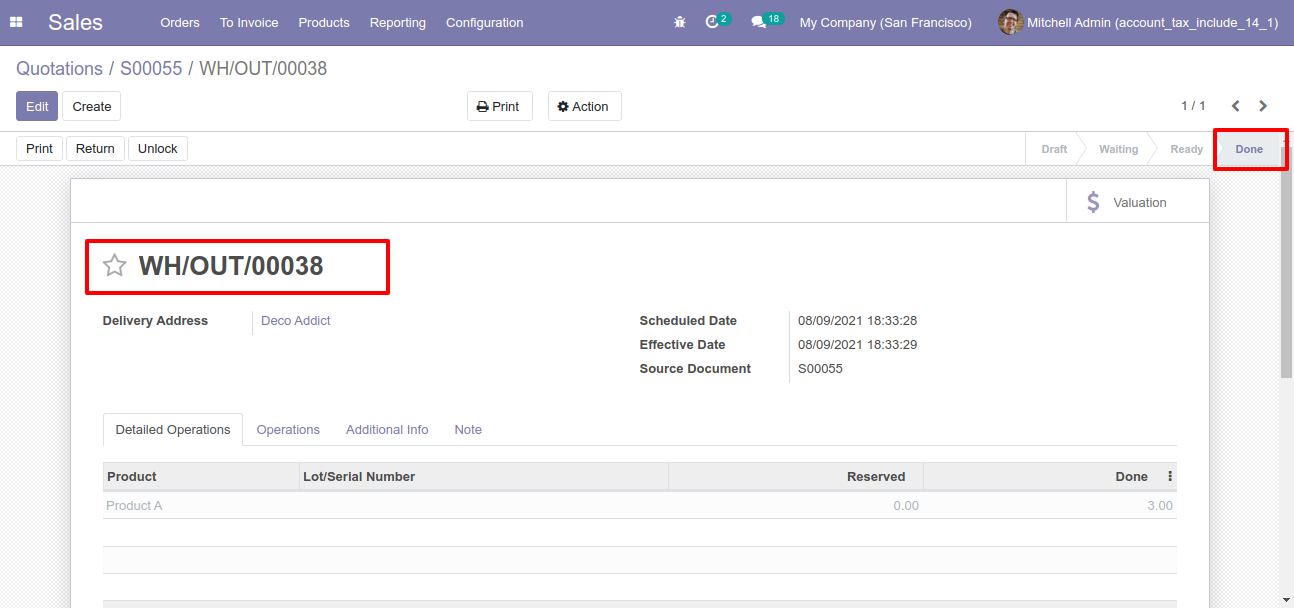 Sales Orders To Invoice Products Reporting Configuration 2 18 My Company (San Francisco) Mitchell Admin (account_tax_include_14_1)
Quotations / S00055 / WH/OUT/00038
Edit Create Print Action 1 / 1
Print Return Unlock Draft Waiting Ready Done
$ Valuation
WH/OUT/00038
Delivery Address Deco Addict Scheduled Date 08/09/2021 18:33:28
Effective Date 08/09/2021 18:33:29
Source Document S00055
Detailed Operations Operations Additional Info Note
Product Lot/Serial Number Reserved Done
Product A 0.00 3.00